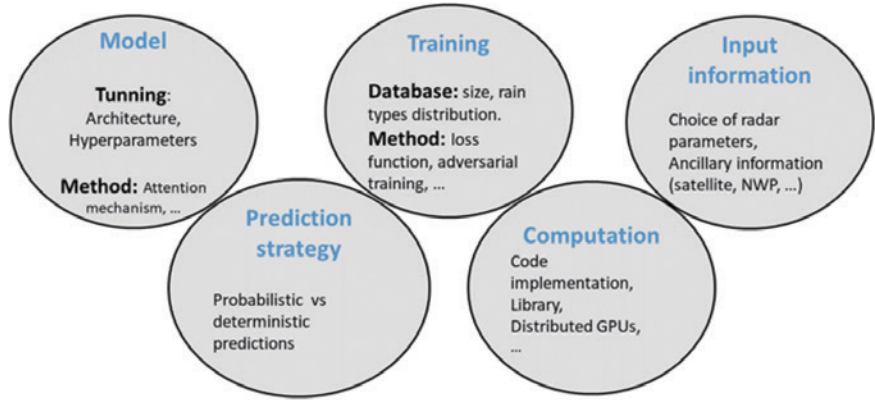 Model
Tunning:
Architecture,
Hyperparameters
Method: Attention
mechanism, ...
Training
Database: size, rain
types distribution.
Method: loss
function, adversarial
training, ...
Input
information
Choice of radar
parameters,
Ancillary information
(satellite, NWP, ...)
Prediction
strategy
Probabilistic vs
deterministic
predictions
Computation
Code
implementation,
Library,
Distributed GPUs,
...